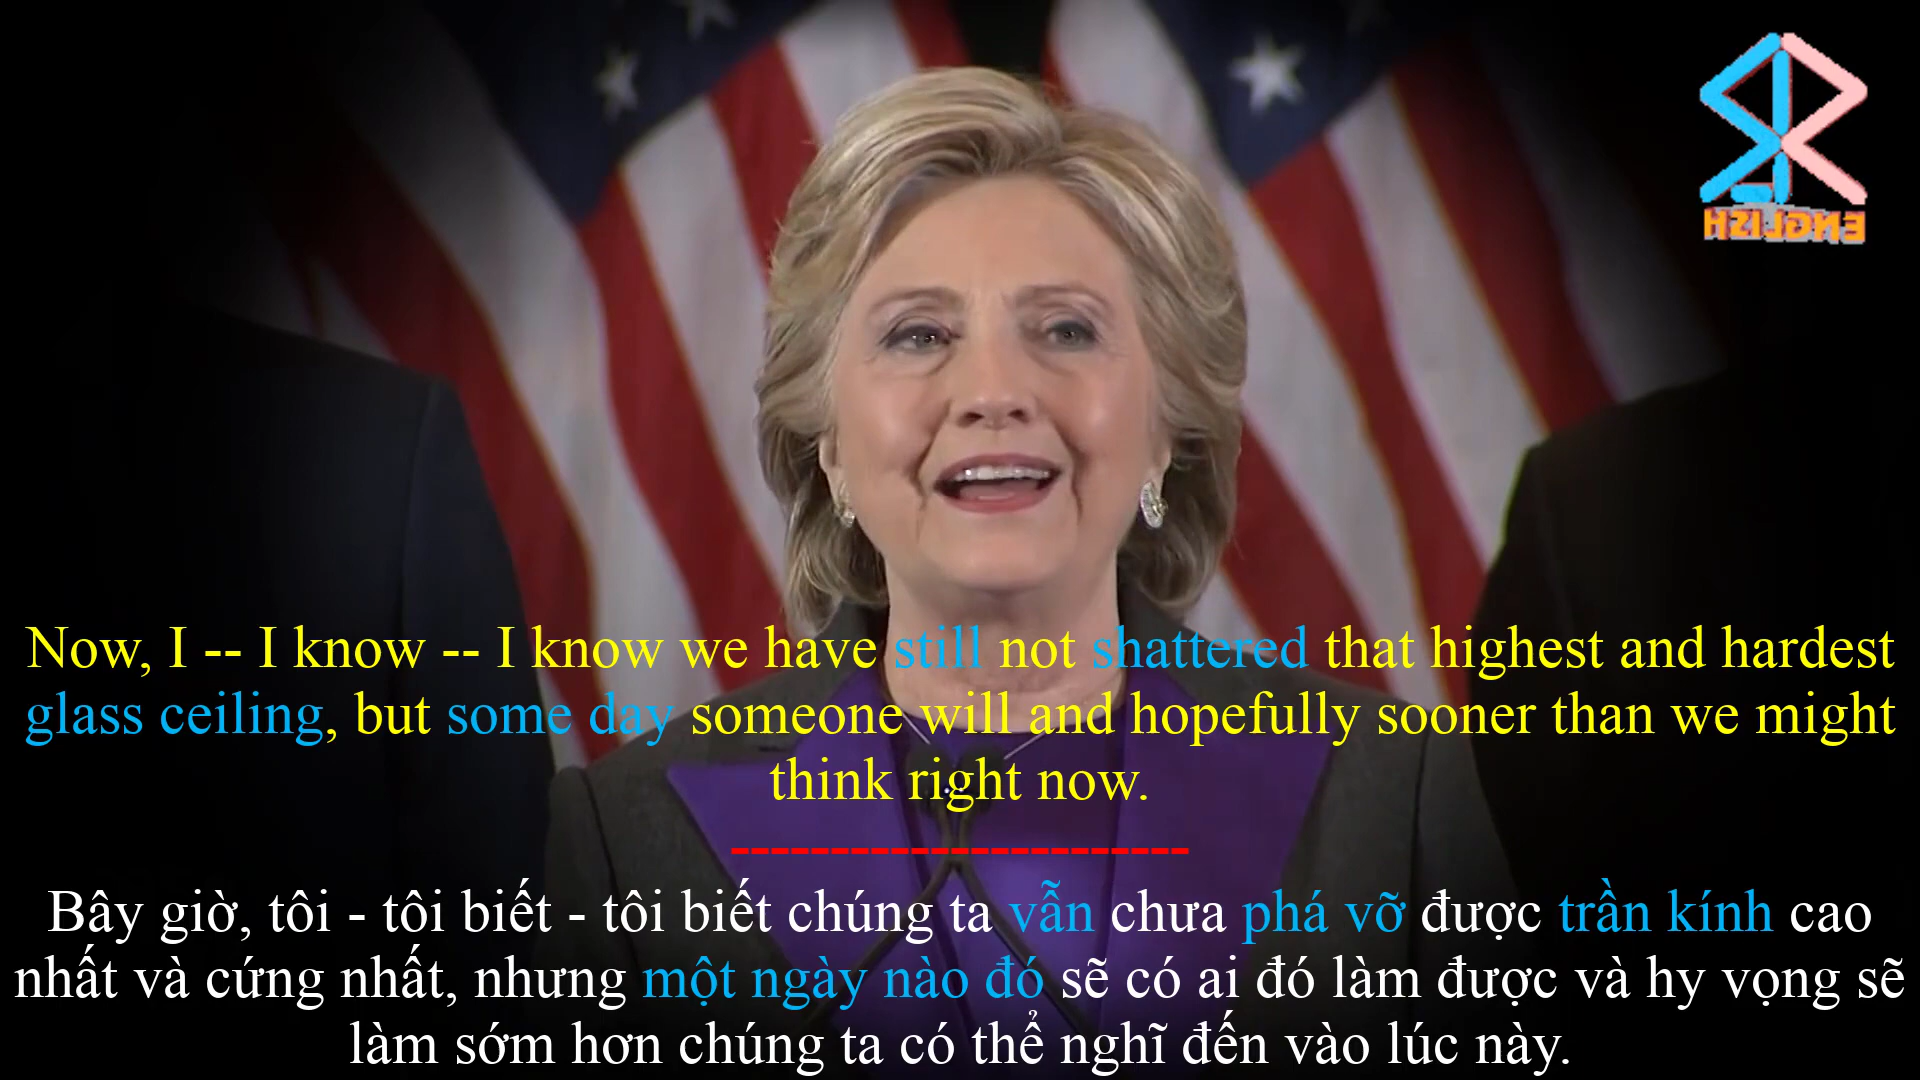 ENGLISH
Now, I -- I know -- I know we have still not shattered that highest and hardest
glass ceiling, but some day someone will and hopefully sooner than we might
think right now.
-----------------------
Bây giờ, tôi - tôi biết - tôi biết chúng ta vẫn chưa phá vỡ được trần kính cao
nhất và cứng nhất, nhưng một ngày nào đó sẽ có ai đó làm được và hy vọng sẽ
làm sớm hơn chúng ta có thể nghĩ đến vào lúc này.